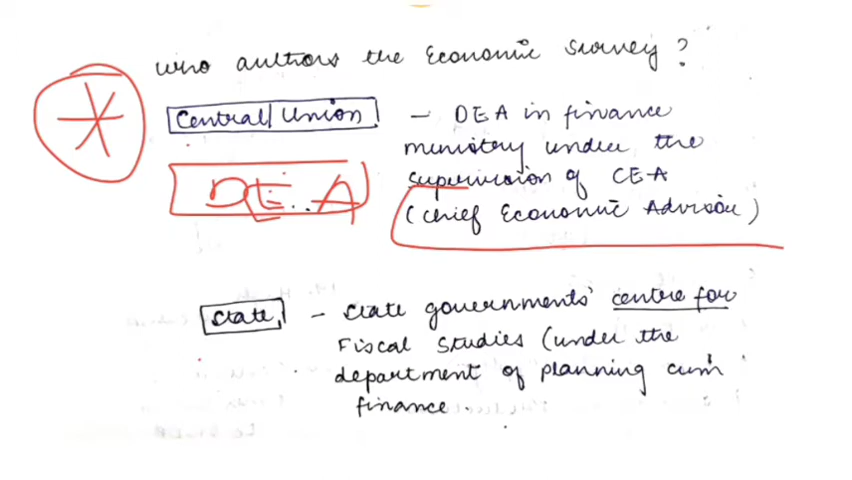 Who authors the Economic Survey?
Central/Union - DEA in finance
ministry under the
supervision of CEA
(Chief Economic Advisor)
D.E.A
State - State governments' centre for
Fiscal Studies (under the
department of planning cum
finance.